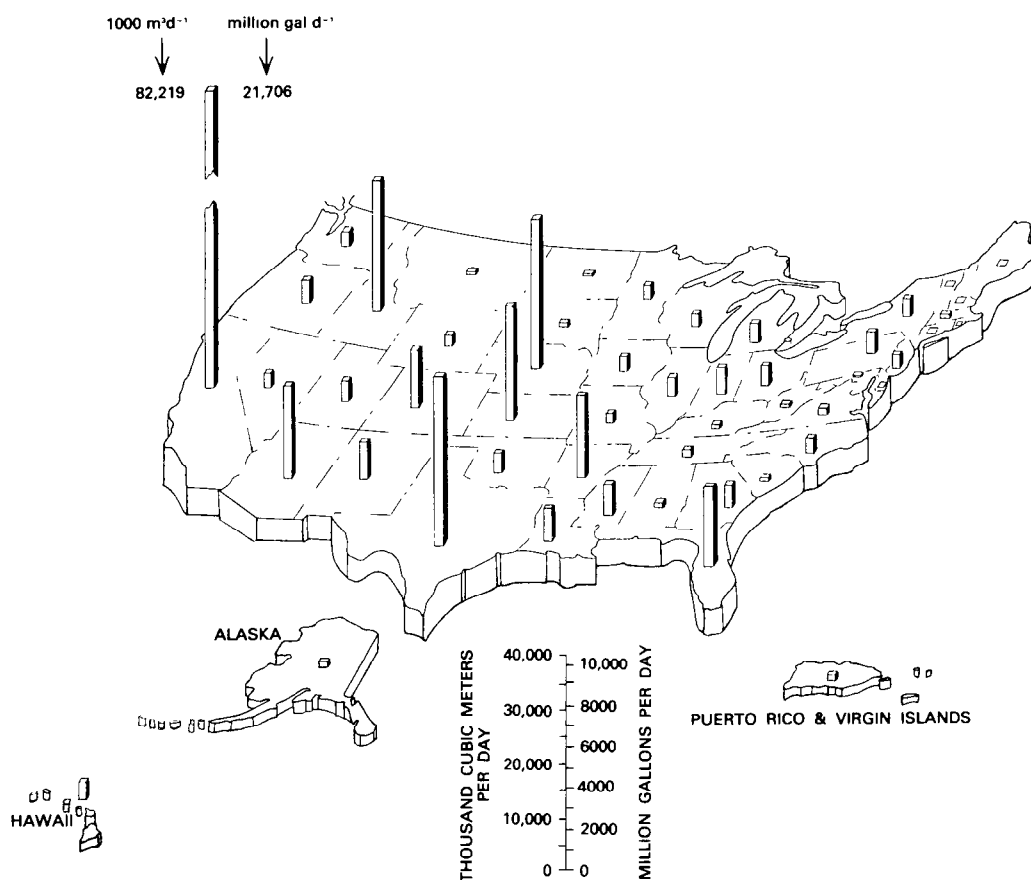 1000 m³d⁻¹ million gal d⁻¹
82,219 21,706
ALASKA
HAWAII
PUERTO RICO & VIRGIN ISLANDS
THOUSAND CUBIC METERS
PER DAY
40,000
30,000
20,000
10,000
0
10,000
8000
6000
4000
2000
0
MILLION GALLONS PER DAY